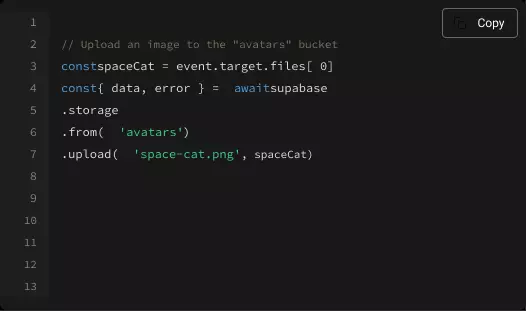 Copy
1
2 // Upload an image to the "avatars" bucket
3 constspaceCat = event.target.files[ 0]
4 const{ data, error } = awaitsupabase
5 .storage
6 .from( 'avatars')
7 .upload( 'space-cat.png', spaceCat)
8
9
10
11
12
13